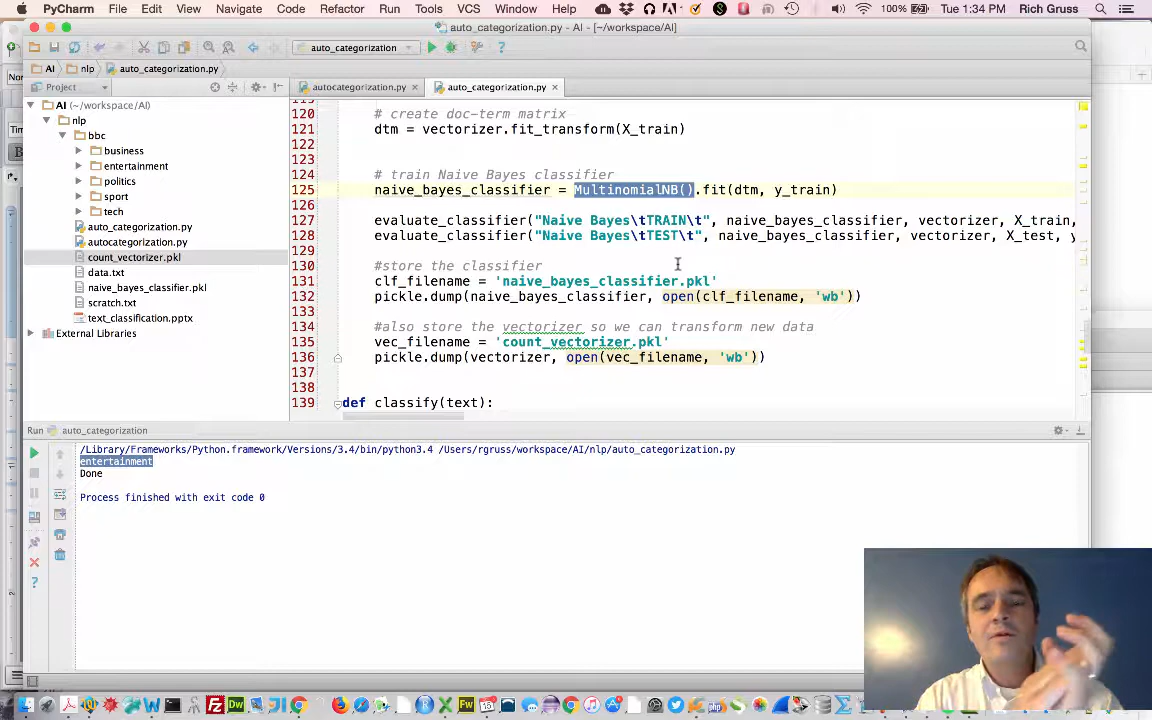 PyCharm File Edit View Navigate Code Refactor Run Tools VCS Window Help 100% Tue 1:34 PM Rich Gruss
auto_categorization.py - AI - [~/workspace/AI]
auto_categorization
AI nlp auto_categorization.py
Project
autocategorization.py × auto_categorization.py ×
AI (~/workspace/AI)
nlp
bbc
business
entertainment
politics
sport
tech
auto_categorization.py
autocategorization.py
count_vectorizer.pkl
data.txt
naive_bayes_classifier.pkl
scratch.txt
text_classification.pptx
External Libraries
120 # create doc-term matrix
121 dtm = vectorizer.fit_transform(X_train)
122
123
124 # train Naive Bayes classifier
125 naive_bayes_classifier = MultinomialNB().fit(dtm, y_train)
127 evaluate_classifier("Naive Bayes\tTRAIN\t", naive_bayes_classifier, vectorizer, X_train,
128 evaluate_classifier("Naive Bayes\tTEST\t", naive_bayes_classifier, vectorizer, X_test, y
129
130 #store the classifier
131 clf_filename = 'naive_bayes_classifier.pkl'
132 pickle.dump(naive_bayes_classifier, open(clf_filename, 'wb'))
133
134 #also store the vectorizer so we can transform new data
135 vec_filename = 'count_vectorizer.pkl'
136 pickle.dump(vectorizer, open(vec_filename, 'wb'))
137
138
139 def classify(text):
Run auto_categorization
/Library/Frameworks/Python.framework/Versions/3.4/bin/python3.4 /Users/rgruss/workspace/AI/nlp/auto_categorization.py
entertainment
Done
Process finished with exit code 0